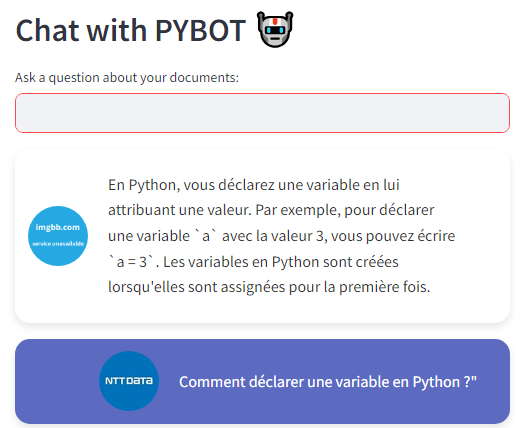 Chat with PYBOT
Ask a question about your documents:
imgbb.com
service unavailable
En Python, vous déclarez une variable en lui
attribuant une valeur. Par exemple, pour déclarer
une variable `a` avec la valeur 3, vous pouvez écrire
`a = 3`. Les variables en Python sont créées
lorsqu'elles sont assignées pour la première fois.
NTT DATA
Comment déclarer une variable en Python ?"